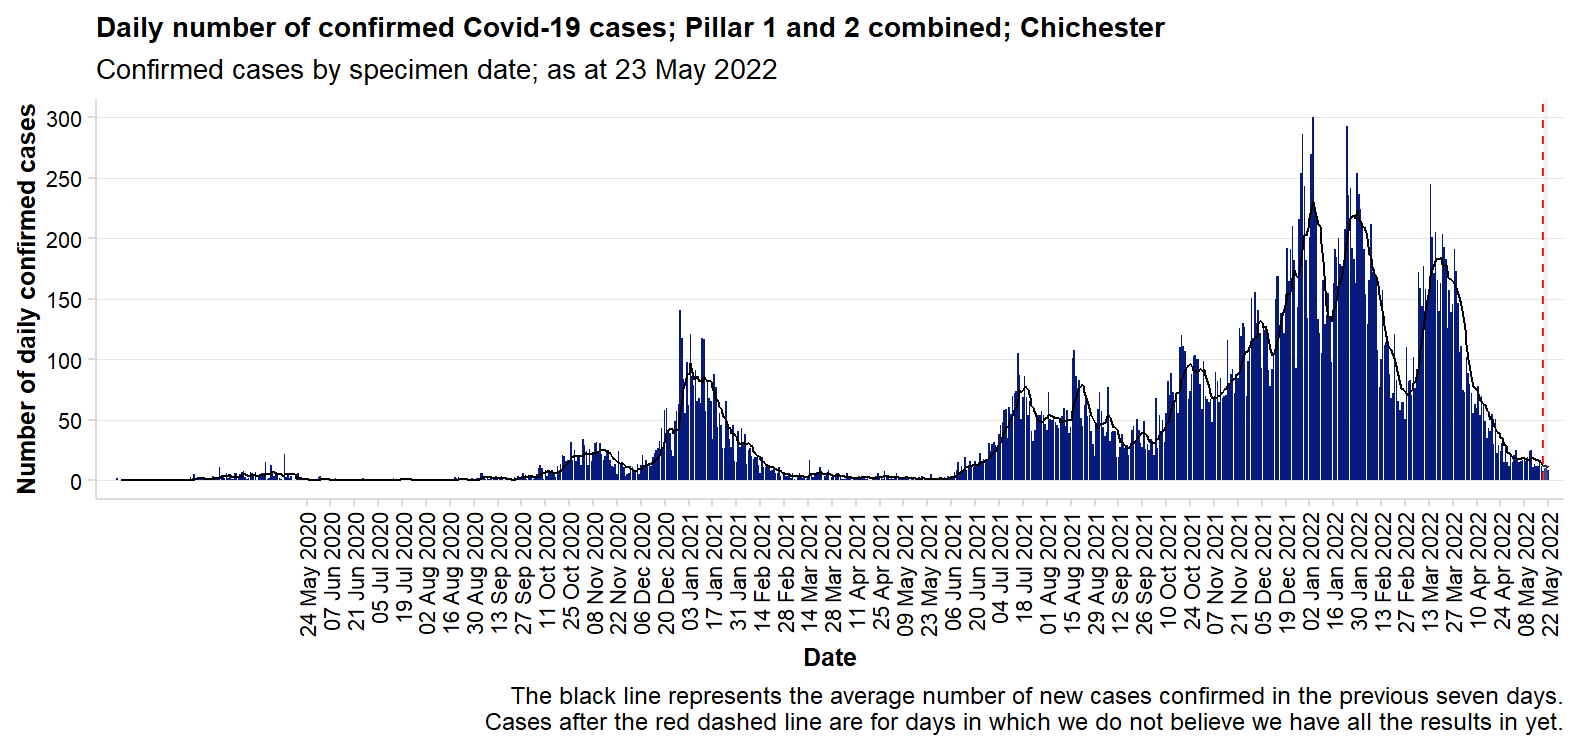 Daily number of confirmed Covid-19 cases; Pillar 1 and 2 combined; Chichester
Confirmed cases by specimen date; as at 23 May 2022
Number of daily confirmed cases
300
250
200
150
100
50
0
24 May 2020
07 Jun 2020
21 Jun 2020
05 Jul 2020
19 Jul 2020
02 Aug 2020
16 Aug 2020
30 Aug 2020
13 Sep 2020
27 Sep 2020
11 Oct 2020
25 Oct 2020
08 Nov 2020
22 Nov 2020
06 Dec 2020
20 Dec 2020
03 Jan 2021
17 Jan 2021
31 Jan 2021
14 Feb 2021
28 Feb 2021
14 Mar 2021
28 Mar 2021
11 Apr 2021
25 Apr 2021
09 May 2021
23 May 2021
06 Jun 2021
20 Jun 2021
04 Jul 2021
18 Jul 2021
01 Aug 2021
15 Aug 2021
29 Aug 2021
12 Sep 2021
26 Sep 2021
10 Oct 2021
24 Oct 2021
07 Nov 2021
21 Nov 2021
05 Dec 2021
19 Dec 2021
02 Jan 2022
16 Jan 2022
30 Jan 2022
13 Feb 2022
27 Feb 2022
13 Mar 2022
27 Mar 2022
10 Apr 2022
24 Apr 2022
08 May 2022
22 May 2022
Date
The black line represents the average number of new cases confirmed in the previous seven days.
Cases after the red dashed line are for days in which we do not believe we have all the results in yet.